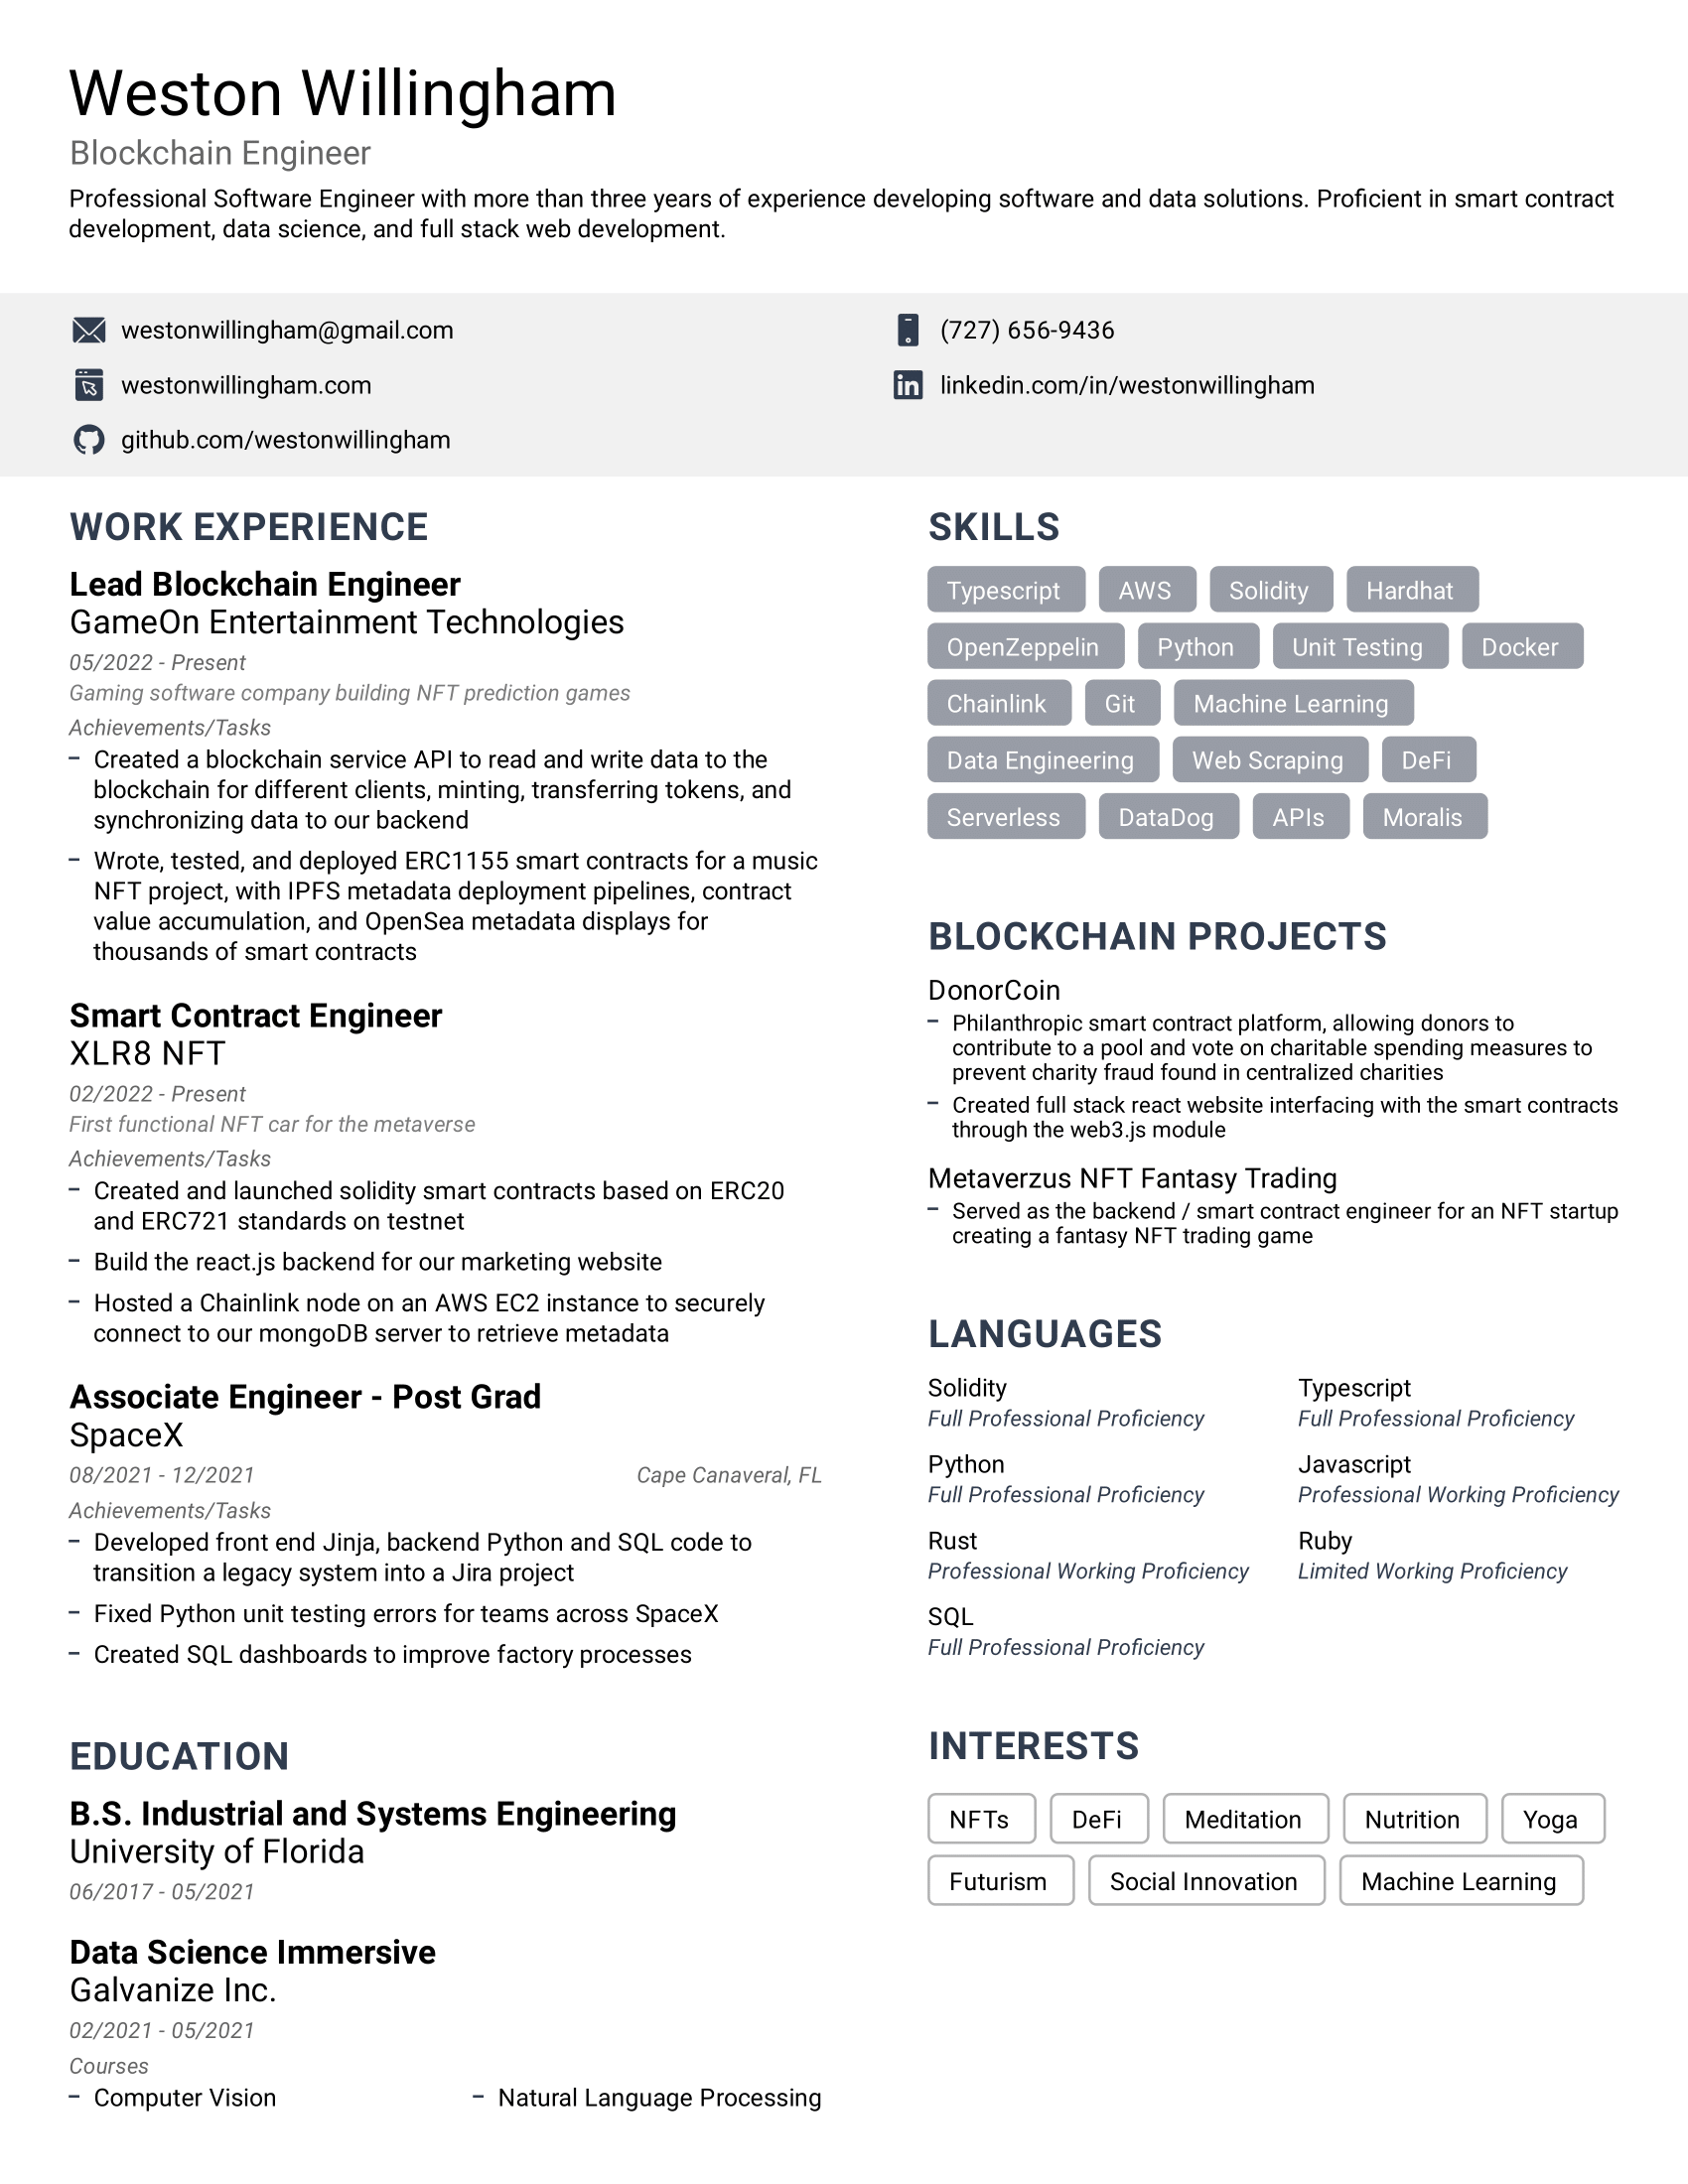 Weston Willingham
Blockchain Engineer
Professional Software Engineer with more than three years of experience developing software and data solutions. Proficient in smart contract
development, data science, and full stack web development.
westonwillingham@gmail.com
(727) 656-9436
westonwillingham.com
linkedin.com/in/westonwillingham
github.com/westonwillingham
WORK EXPERIENCE
Lead Blockchain Engineer
GameOn Entertainment Technologies
05/2022 - Present
Gaming software company building NFT prediction games
Achievements/Tasks
– Created a blockchain service API to read and write data to the
blockchain for different clients, minting, transferring tokens, and
synchronizing data to our backend
– Wrote, tested, and deployed ERC1155 smart contracts for a music
NFT project, with IPFS metadata deployment pipelines, contract
value accumulation, and OpenSea metadata displays for
thousands of smart contracts
Smart Contract Engineer
XLR8 NFT
02/2022 - Present
First functional NFT car for the metaverse
Achievements/Tasks
– Created and launched solidity smart contracts based on ERC20
and ERC721 standards on testnet
– Build the react.js backend for our marketing website
– Hosted a Chainlink node on an AWS EC2 instance to securely
connect to our mongoDB server to retrieve metadata
Associate Engineer - Post Grad
SpaceX
08/2021 - 12/2021 Cape Canaveral, FL
Achievements/Tasks
– Developed front end Jinja, backend Python and SQL code to
transition a legacy system into a Jira project
– Fixed Python unit testing errors for teams across SpaceX
– Created SQL dashboards to improve factory processes
EDUCATION
B.S. Industrial and Systems Engineering
University of Florida
06/2017 - 05/2021
Data Science Immersive
Galvanize Inc.
02/2021 - 05/2021
Courses
– Computer Vision – Natural Language Processing
SKILLS
Typescript AWS Solidity Hardhat
OpenZeppelin Python Unit Testing Docker
Chainlink Git Machine Learning
Data Engineering Web Scraping DeFi
Serverless DataDog APIs Moralis
BLOCKCHAIN PROJECTS
DonorCoin
– Philanthropic smart contract platform, allowing donors to
contribute to a pool and vote on charitable spending measures to
prevent charity fraud found in centralized charities
– Created full stack react website interfacing with the smart contracts
through the web3.js module
Metaverzus NFT Fantasy Trading
– Served as the backend / smart contract engineer for an NFT startup
creating a fantasy NFT trading game
LANGUAGES
Solidity Typescript
Full Professional Proficiency Full Professional Proficiency
Python Javascript
Full Professional Proficiency Professional Working Proficiency
Rust Ruby
Professional Working Proficiency Limited Working Proficiency
SQL
Full Professional Proficiency
INTERESTS
NFTs DeFi Meditation Nutrition Yoga
Futurism Social Innovation Machine Learning